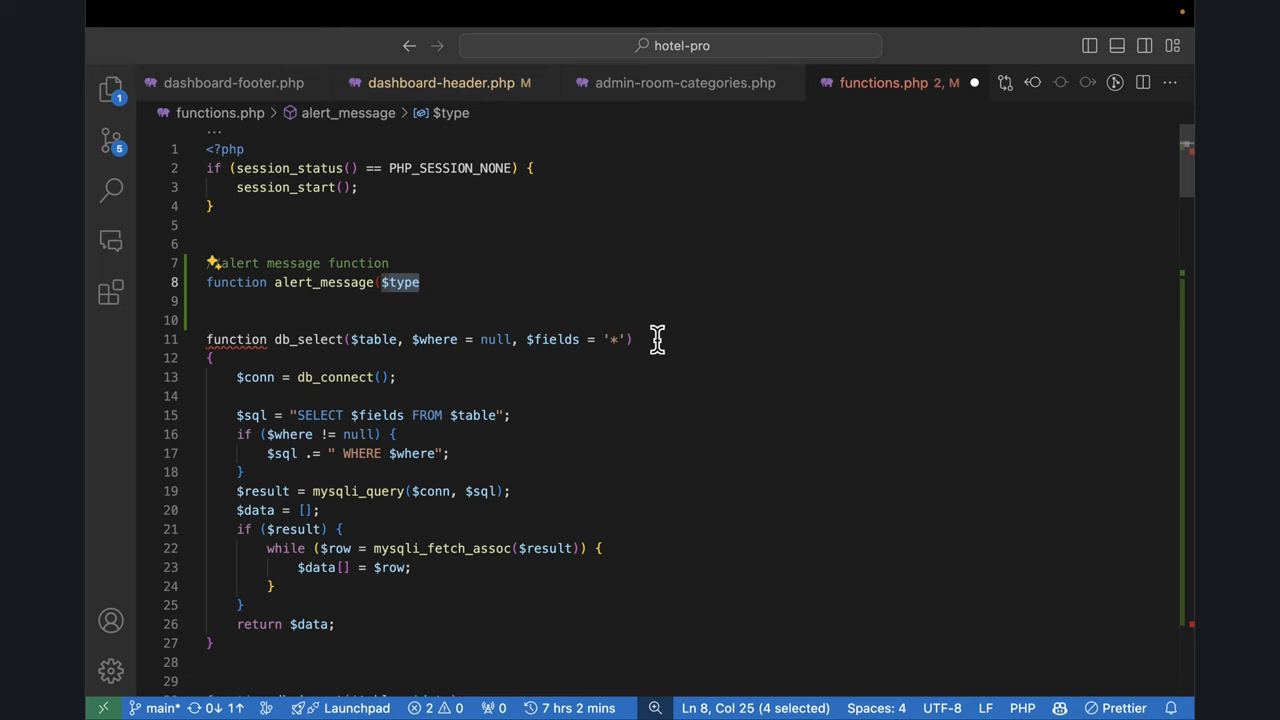 hotel-pro
dashboard-footer.php dashboard-header.php M admin-room-categories.php functions.php 2, M
functions.php > alert_message > $type
...
1 <?php
2 if (session_status() == PHP_SESSION_NONE) {
3 session_start();
4 }
5
6
7 //alert message function
8 function alert_message($type
9
10
11 function db_select($table, $where = null, $fields = '*')
12 {
13 $conn = db_connect();
14
15 $sql = "SELECT $fields FROM $table";
16 if ($where != null) {
17 $sql .= " WHERE $where";
18 }
19 $result = mysqli_query($conn, $sql);
20 $data = [];
21 if ($result) {
22 while ($row = mysqli_fetch_assoc($result)) {
23 $data[] = $row;
24 }
25 }
26 return $data;
27 }
28
29
1
5
main* 0↓ 1↑ Launchpad 2 0 0 7 hrs 2 mins Ln 8, Col 25 (4 selected) Spaces: 4 UTF-8 LF PHP Prettier